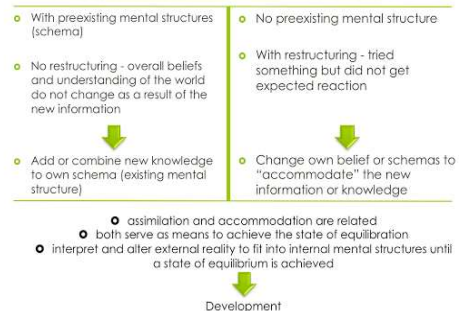 With preexisting mental structures
(schema)
No restructuring - overall beliefs
and understanding of the world
do not change as a result of the
new information
Add or combine new knowledge
to own schema (existing mental
structure)
No preexisting mental structure
With restructuring - tried
something but did not get
expected reaction
Change own belief or schemas to
“accommodate” the new
information or knowledge
assimilation and accommodation are related
both serve as means to achieve the state of equilibration
interpret and alter external reality to fit into internal mental structures until
a state of equilibrium is achieved
Development